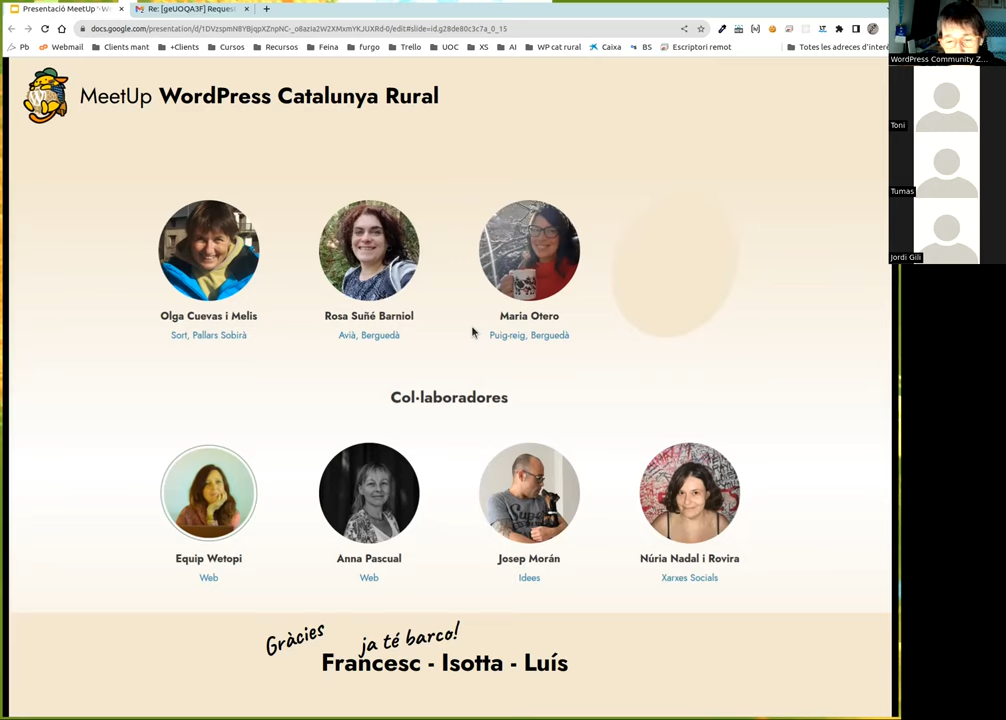 Presentació MeetUp · W
Re: [geUOQA3F] Reques
docs.google.com/presentation/d/1DVzspmN8YBjqpXZnpNC-_o8arIa2W2XMxmYKJUXRd-0/edit#slide=id.g28de80c3c7a_0_15
Pb
Webmail
Clients mant
+Clients
Cursos
Recursos
Feina
furgo
Trello
UOC
XS
AI
WP cat rural
Caixa
BS
Escriptori remot
Totes les adreces d'interè
WordPress Community Z...
Toni
Tumas
Jordi Gili
MeetUp WordPress Catalunya Rural
Olga Cuevas i Melis
Sort, Pallars Sobirà
Rosa Suñé Barniol
Avià, Berguedà
Maria Otero
Puig-reig, Berguedà
Col·laboradores
Equip Wetopi
Web
Anna Pascual
Web
Josep Morán
Idees
Núria Nadal i Rovira
Xarxes Socials
Gràcies
ja té barco!
Francesc - Isotta - Luís